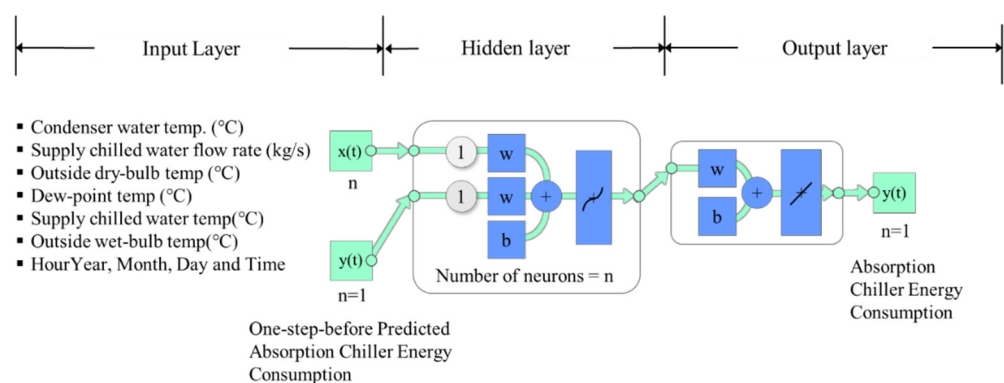 Input Layer
Hidden layer
Output layer
▪ Condenser water temp. (℃)
▪ Supply chilled water flow rate (kg/s)
▪ Outside dry-bulb temp (℃)
▪ Dew-point temp (℃)
▪ Supply chilled water temp(℃)
▪ Outside wet-bulb temp(℃)
▪ HourYear, Month, Day and Time
x(t)
n
y(t)
n=1
One-step-before Predicted
Absorption Chiller Energy
Consumption
1
w
1
w
+
b
Number of neurons = n
w
+
b
y(t)
n=1
Absorption
Chiller Energy
Consumption